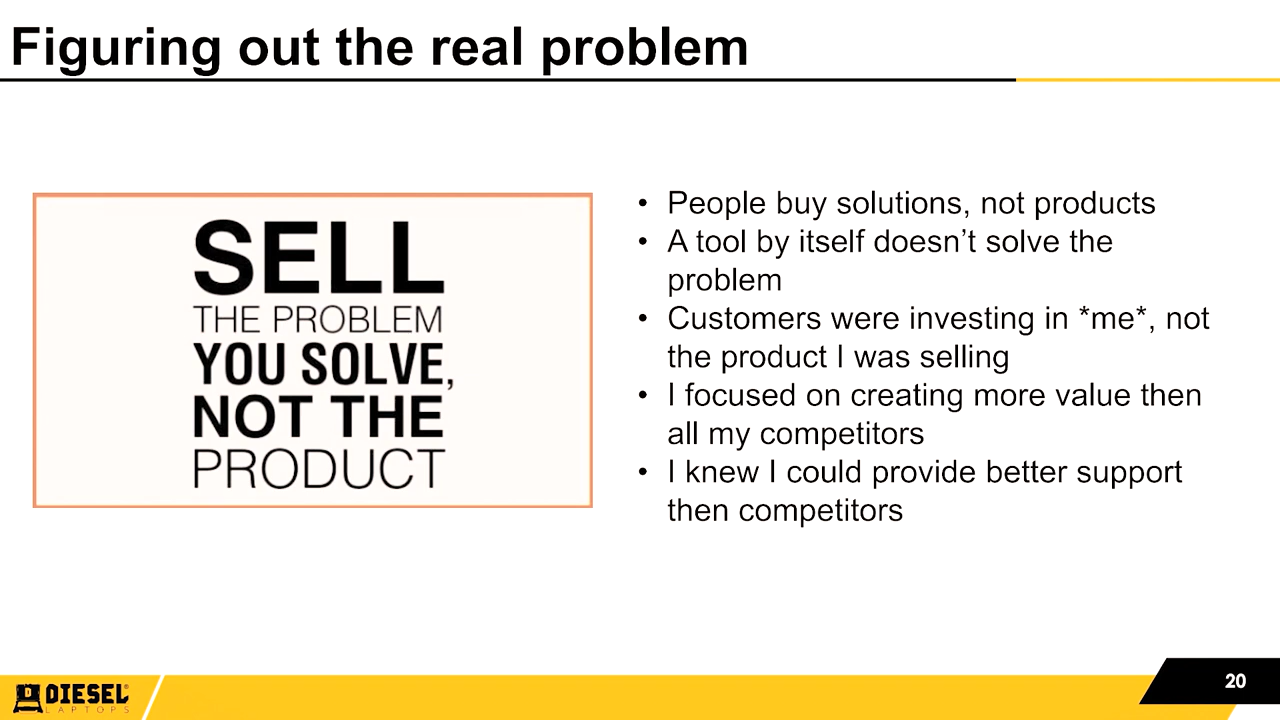 Figuring out the real problem
SELL
THE PROBLEM
YOU SOLVE,
NOT THE
PRODUCT
• People buy solutions, not products
• A tool by itself doesn’t solve the
problem
• Customers were investing in *me*, not
the product I was selling
• I focused on creating more value then
all my competitors
• I knew I could provide better support
then competitors
DIESEL
LAPTOPS
20